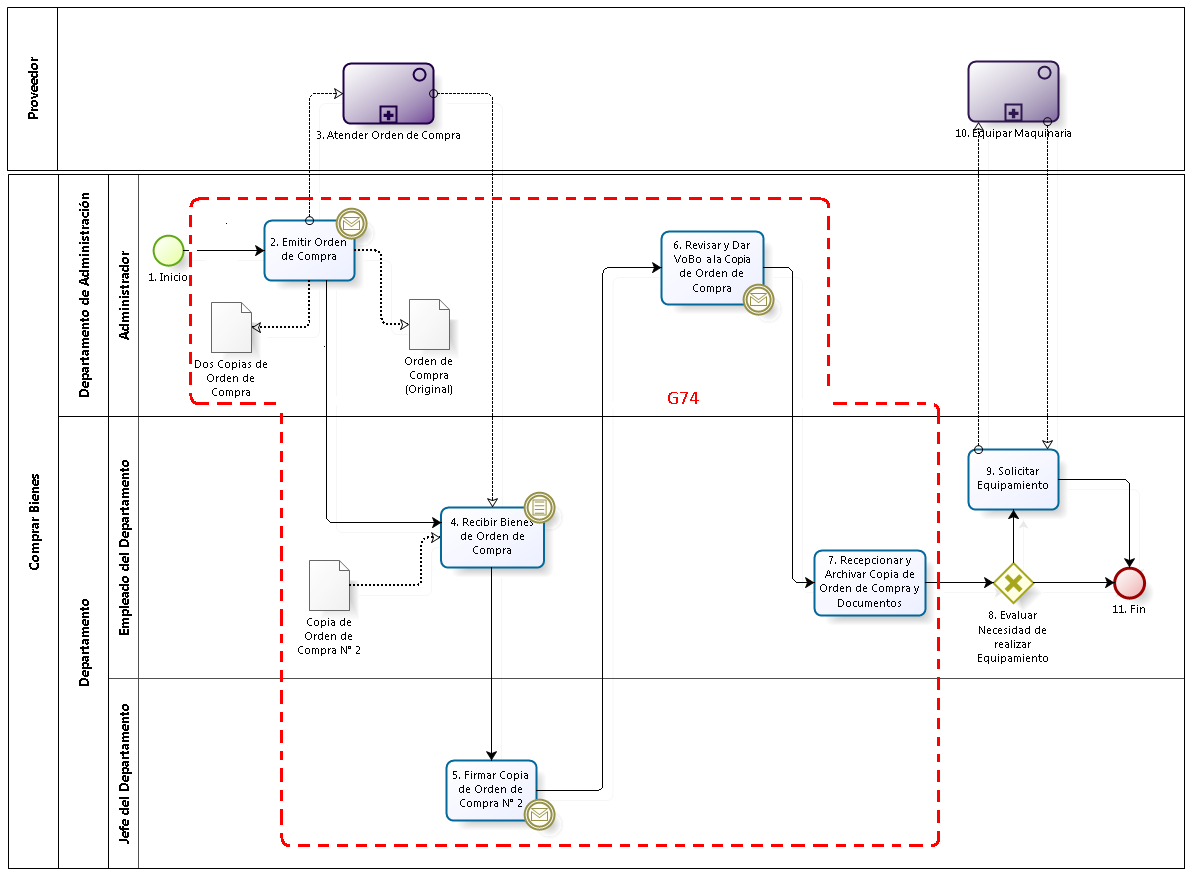 Proveedor
3. Atender Orden de Compra
10. Equipar Maquinaria
Comprar Bienes
Departamento de Administración
Administrador
1. Inicio
2. Emitir Orden
de Compra
Dos Copias de
Orden de
Compra
Orden de
Compra
(Original)
6. Revisar y Dar
VoBo a la Copia
de Orden de
Compra
G74
Departamento
Empleado del Departamento
4. Recibir Bienes
de Orden de
Compra
Copia de
Orden de
Compra N° 2
7. Recepcionar y
Archivar Copia de
Orden de Compra y
Documentos
9. Solicitar
Equipamiento
8. Evaluar
Necesidad de
realizar
Equipamiento
11. Fin
Jefe del Departamento
5. Firmar Copia
de Orden de
Compra N° 2